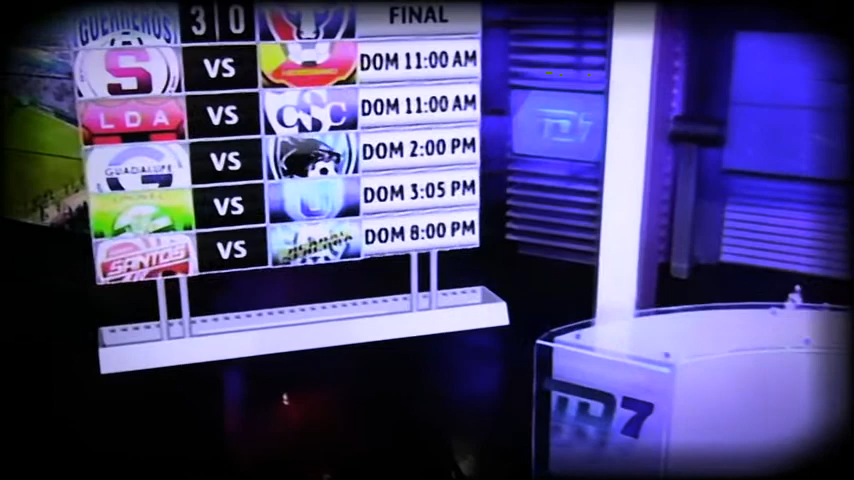 GUERREROS 3 0 FINAL
S VS HEREDIANO DOM 11:00 AM
LDA VS CSC DOM 11:00 AM
GUADALUPE VS DOM 2:00 PM
VS DOM 3:05 PM
SANTOS VS DOM 8:00 PM
TD7
TD7